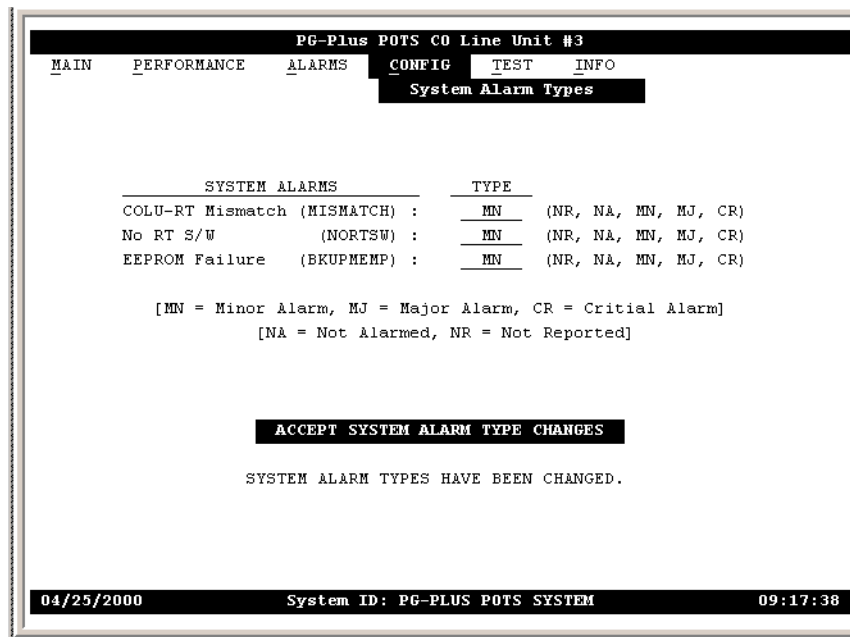 PG-Plus POTS CO Line Unit #3
MAIN PERFORMANCE ALARMS CONFIG TEST INFO
System Alarm Types
SYSTEM ALARMS TYPE
COLU-RT Mismatch (MISMATCH) : MN (NR, NA, MN, MJ, CR)
No RT S/W (NORTSW) : MN (NR, NA, MN, MJ, CR)
EEPROM Failure (BKUPMEMP) : MN (NR, NA, MN, MJ, CR)
[MN = Minor Alarm, MJ = Major Alarm, CR = Critial Alarm]
[NA = Not Alarmed, NR = Not Reported]
ACCEPT SYSTEM ALARM TYPE CHANGES
SYSTEM ALARM TYPES HAVE BEEN CHANGED.
04/25/2000 System ID: PG-PLUS POTS SYSTEM 09:17:38